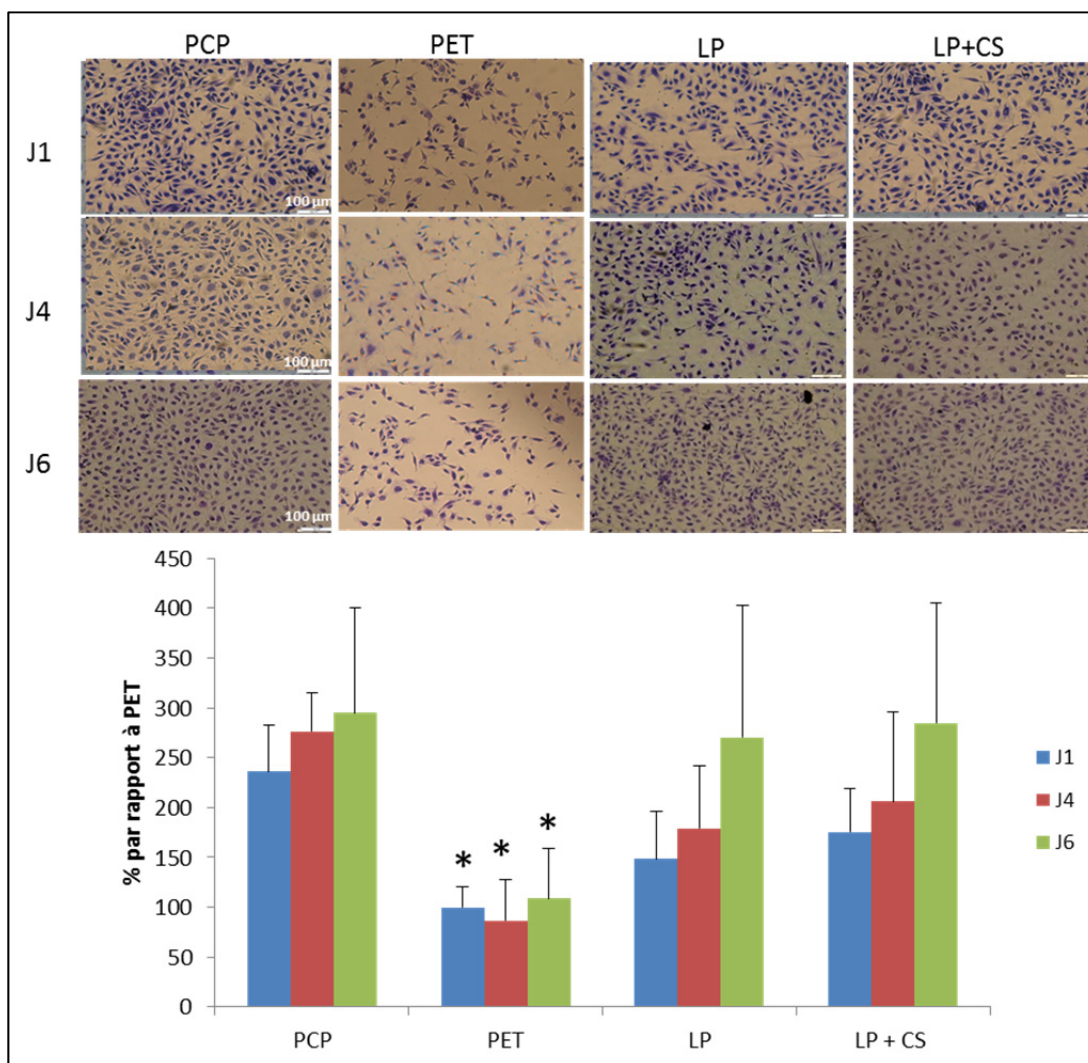 PCP PET LP LP+CS
J1
100 µm
J4
100 µm
J6
100 µm
450
400
350
300
250
200
150
100
50
0
% par rapport à PET
* * *
J1
J4
J6
PCP PET LP LP + CS